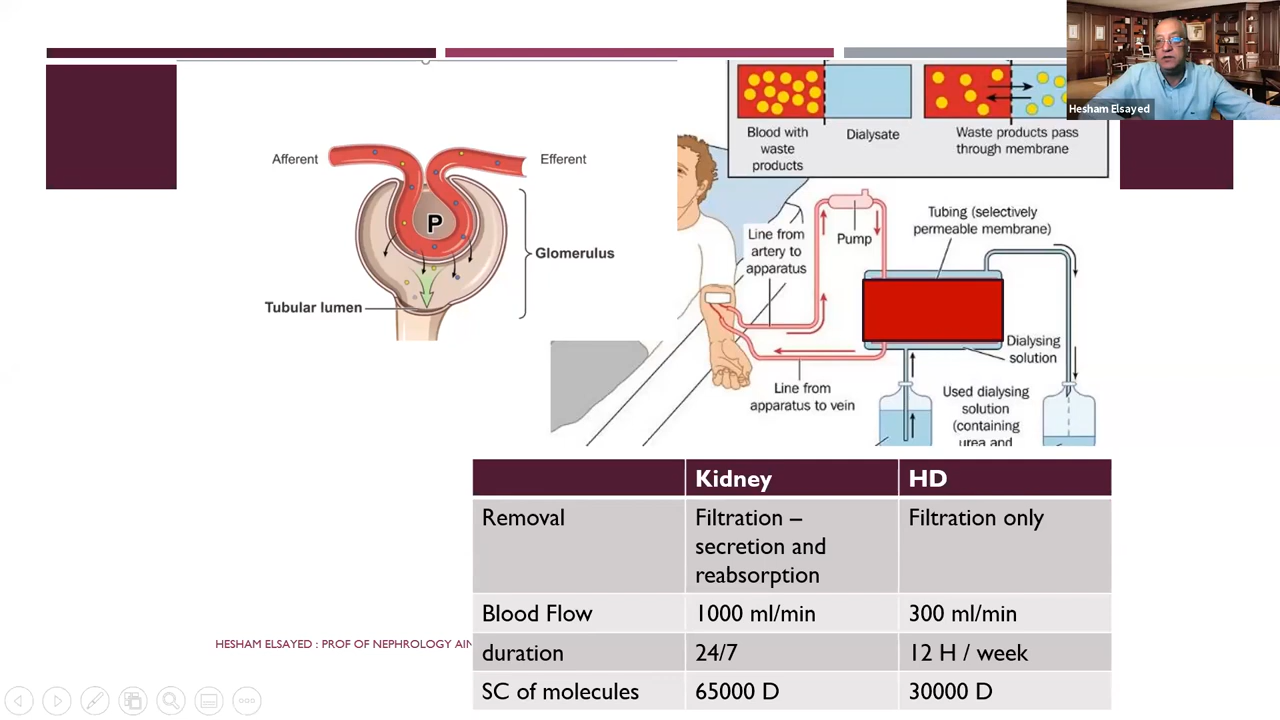 Hesham Elsayed
Afferent
Efferent
P
Glomerulus
Tubular lumen
Blood with
waste
products
Dialysate
Waste products pass
through membrane
Line from
artery to
apparatus
Pump
Tubing (selectively
permeable membrane)
Dialysing
solution
Line from
apparatus to vein
Used dialysing
solution
(containing
urea and
Kidney
HD
Removal
Filtration –
secretion and
reabsorption
Filtration only
Blood Flow
1000 ml/min
300 ml/min
duration
24/7
12 H / week
SC of molecules
65000 D
30000 D
HESHAM ELSAYED : PROF OF NEPHROLOGY AIN